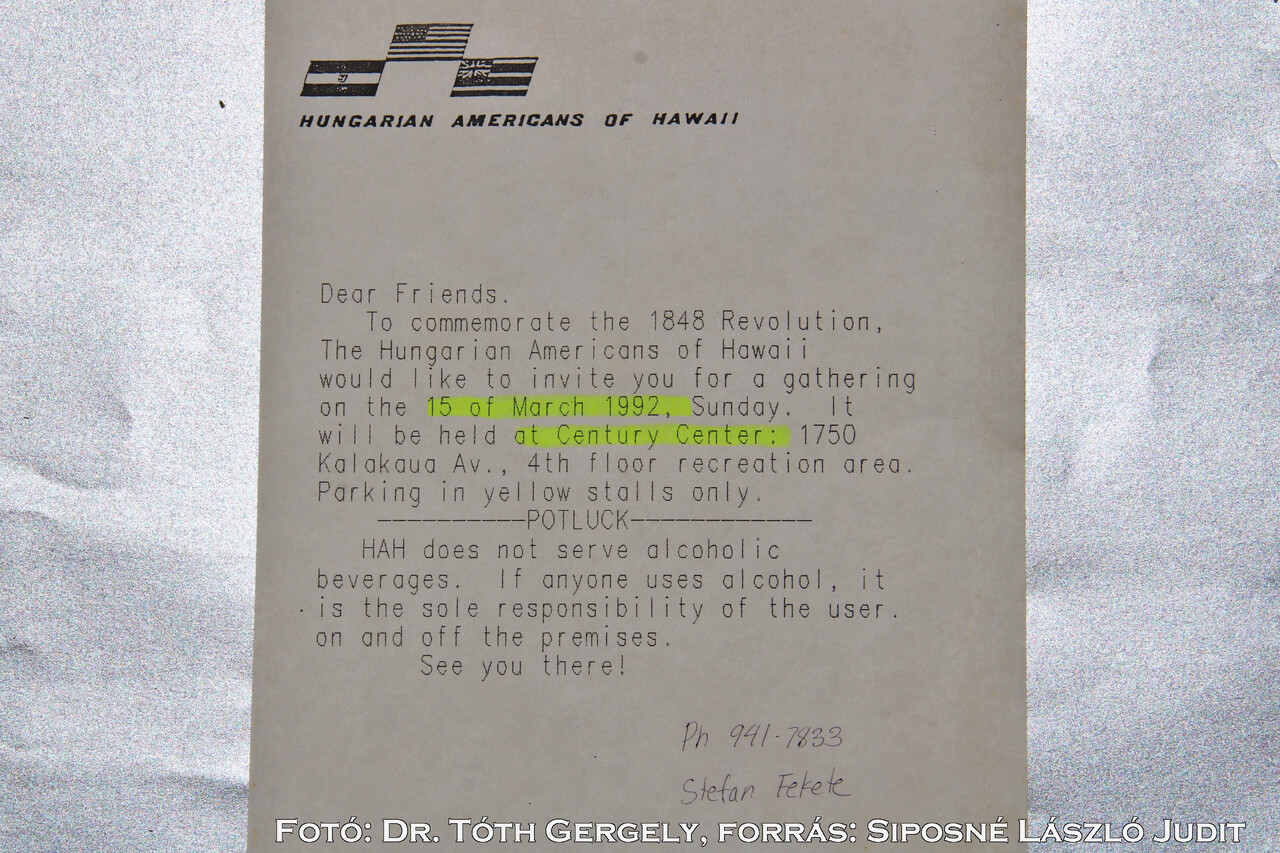 HUNGARIAN AMERICANS OF HAWAII
Dear Friends.
To commemorate the 1848 Revolution,
The Hungarian Americans of Hawaii
would like to invite you for a gathering
on the 15 of March 1992, Sunday. It
will be held at Century Center: 1750
Kalakaua Av., 4th floor recreation area.
Parking in yellow stalls only.
----------POTLUCK------------
HAH does not serve alcoholic
beverages. If anyone uses alcohol, it
is the sole responsibility of the user.
on and off the premises.
See you there!
Ph 941-7833
Stefan Fekete
Fotó: Dr. Tóth Gergely, forrás: Siposné László Judit